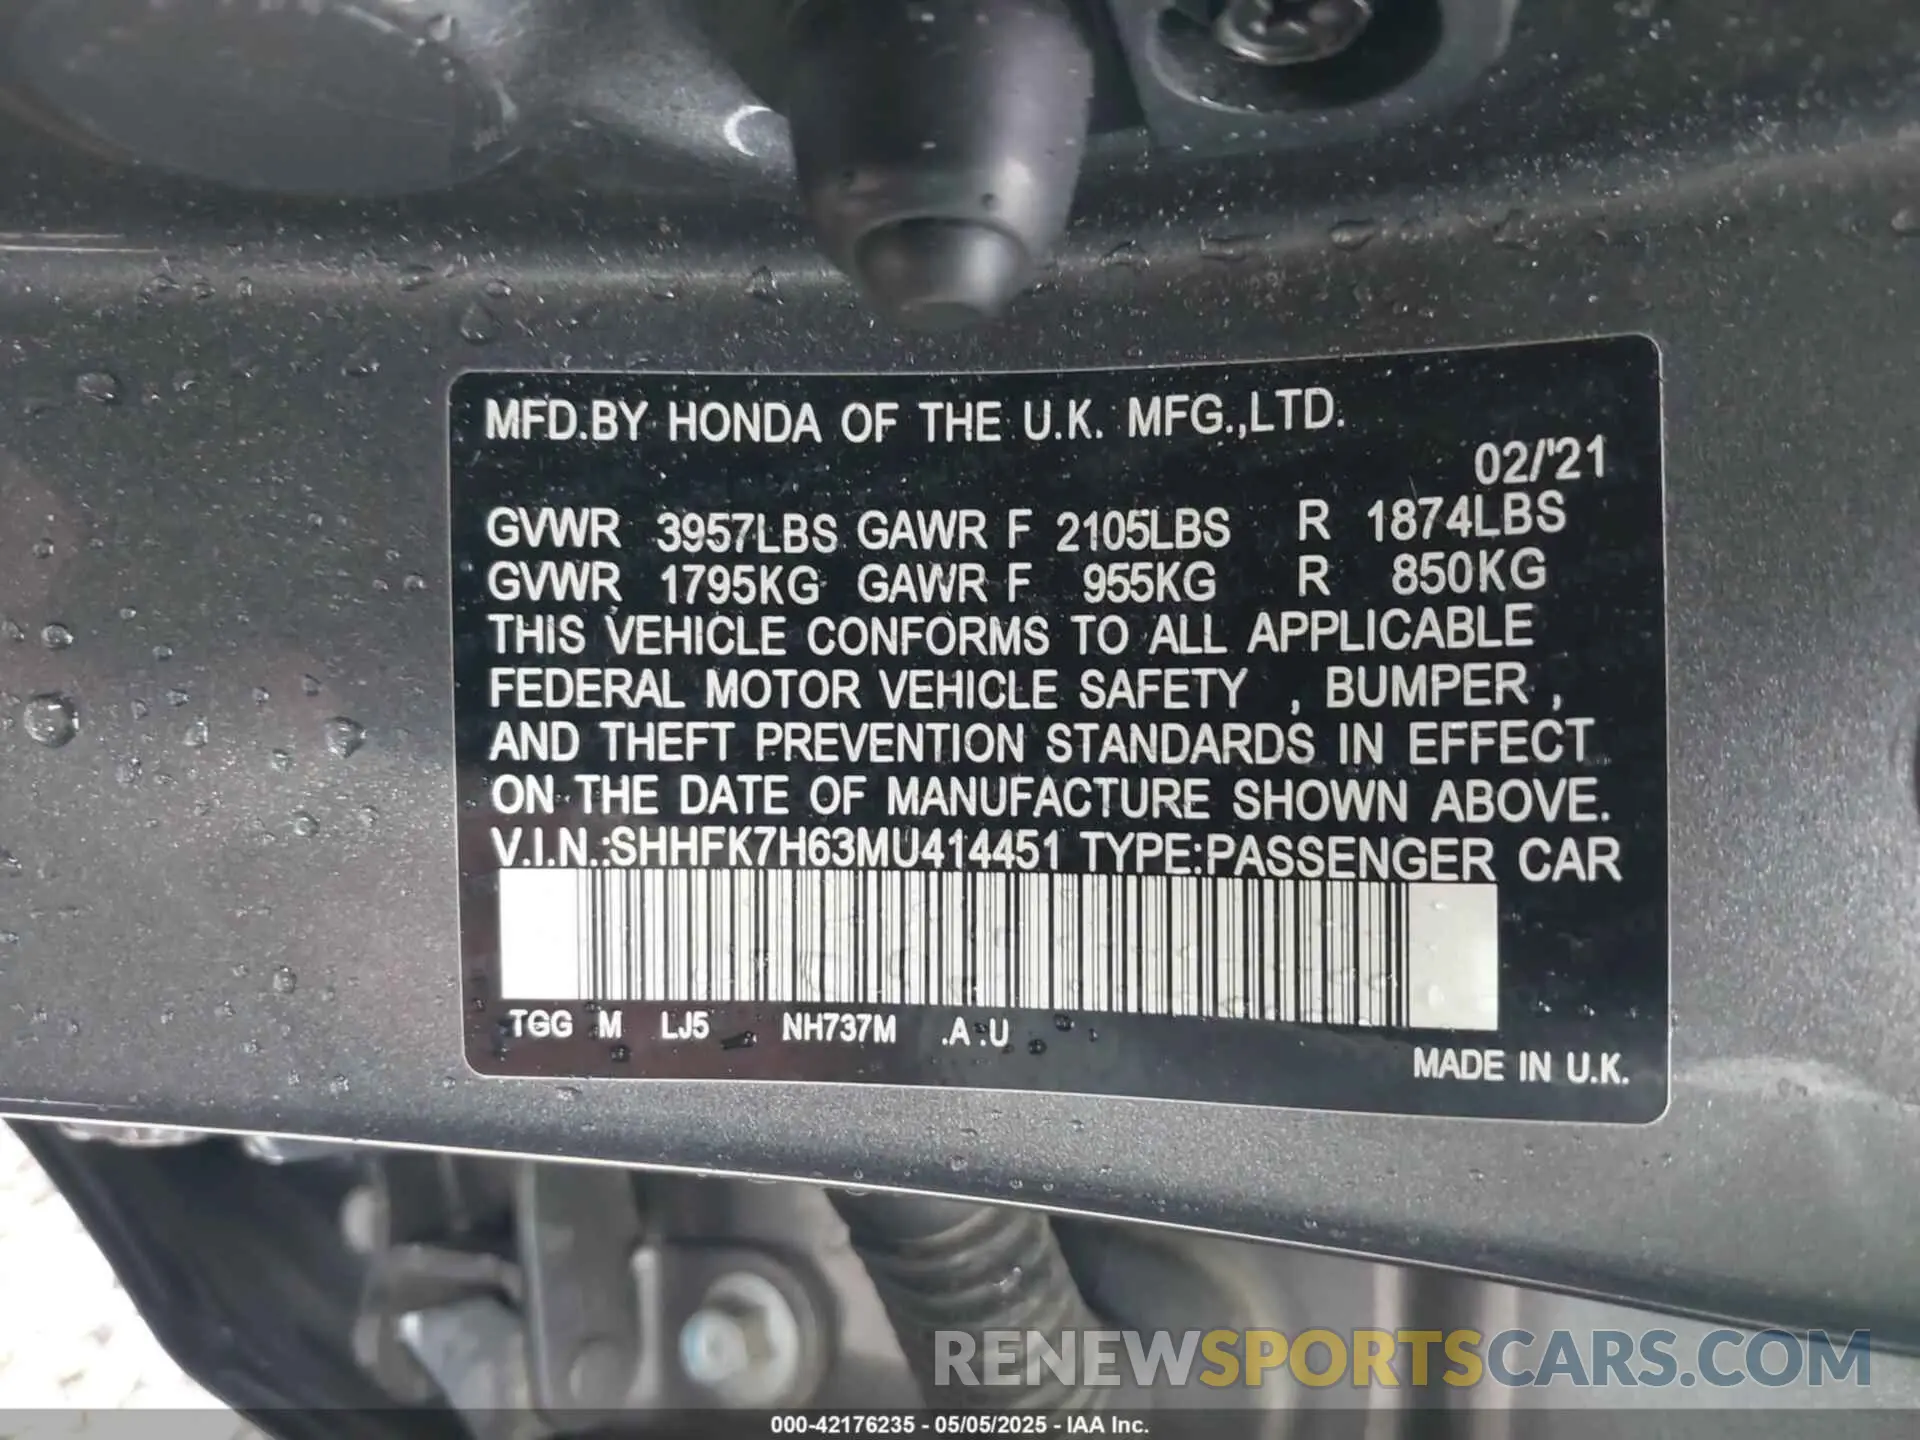 MFD.BY HONDA OF THE U.K. MFG.,LTD.
02/'21
GVWR 3957LBS GAWR F 2105LBS R 1874LBS
GVWR 1795KG GAWR F 955KG R 850KG
THIS VEHICLE CONFORMS TO ALL APPLICABLE
FEDERAL MOTOR VEHICLE SAFETY , BUMPER ,
AND THEFT PREVENTION STANDARDS IN EFFECT
ON THE DATE OF MANUFACTURE SHOWN ABOVE.
V.I.N.:SHHFK7H63MU414451 TYPE:PASSENGER CAR
TGG M LJ5 NH737M .A .U
MADE IN U.K.
RENEWSPORTSCARS.COM
000-42176235 - 05/05/2025 - IAA Inc.